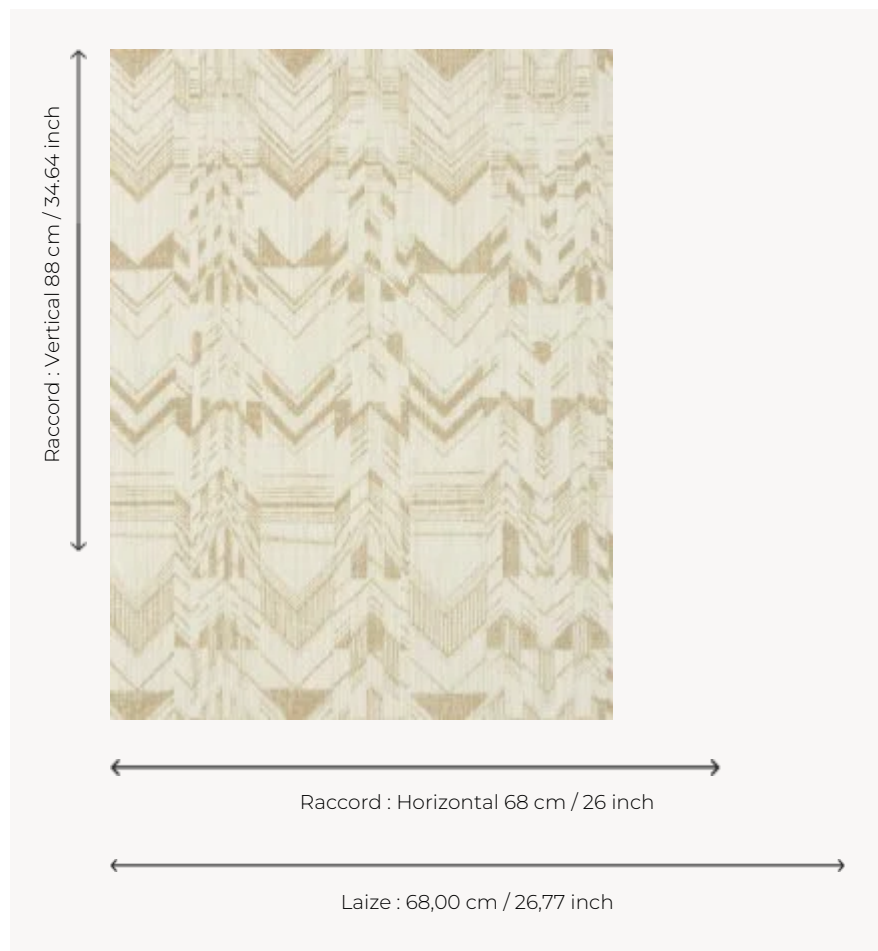 Raccord : Vertical 88 cm / 34.64 inch
Raccord : Horizontal 68 cm / 26 inch
Laize : 68,00 cm / 26,77 inch